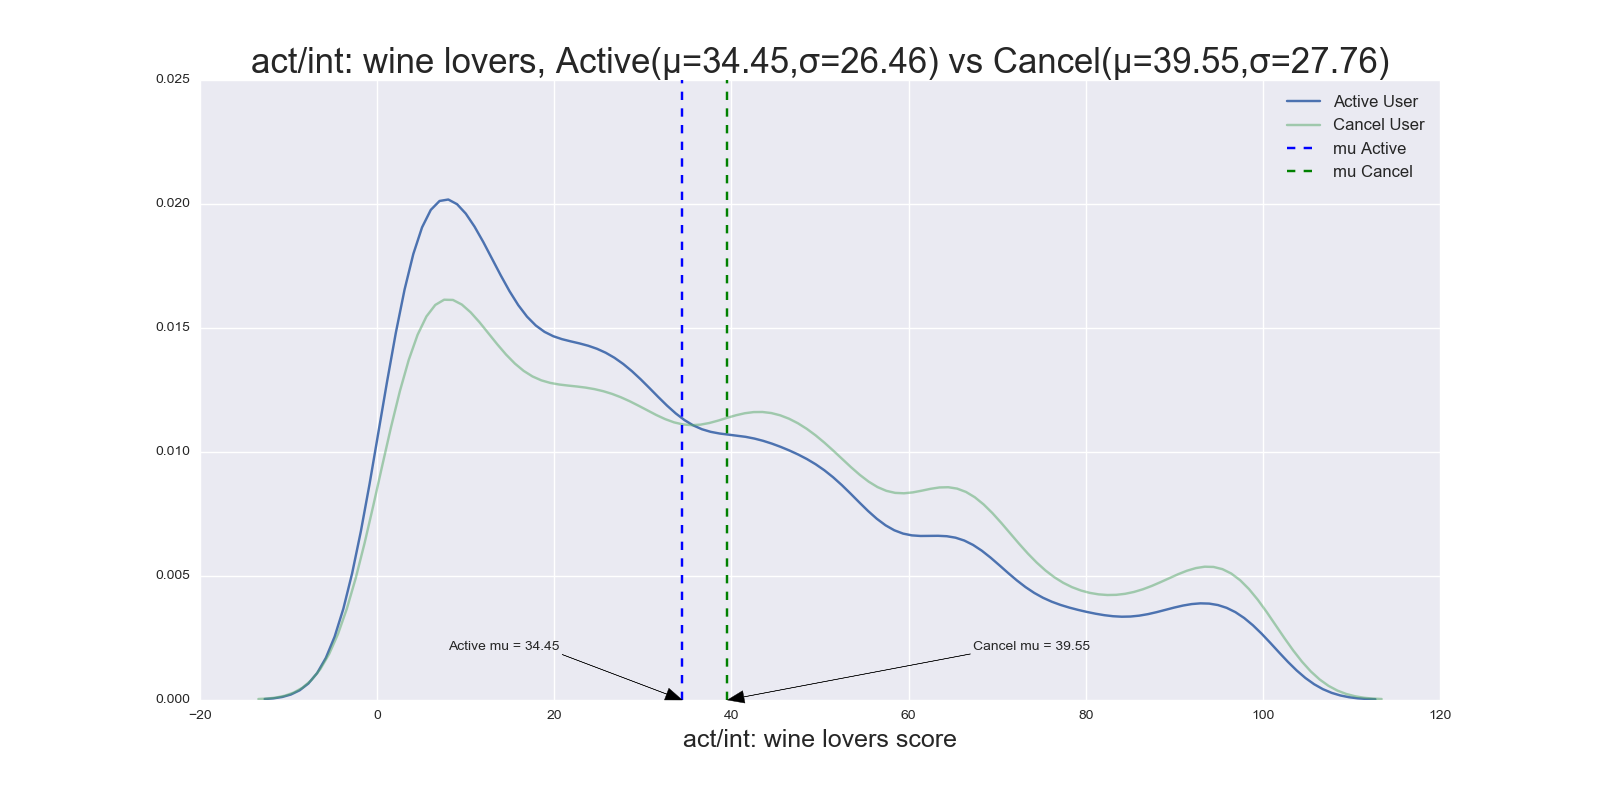 act/int: wine lovers, Active(μ=34.45,σ=26.46) vs Cancel(μ=39.55,σ=27.76)
0.025
Active User
Cancel User
mu Active
mu Cancel
0.020
0.015
0.010
0.005
Active mu = 34.45
Cancel mu = 39.55
0.000
−20 0 20 40 60 80 100 120
act/int: wine lovers score